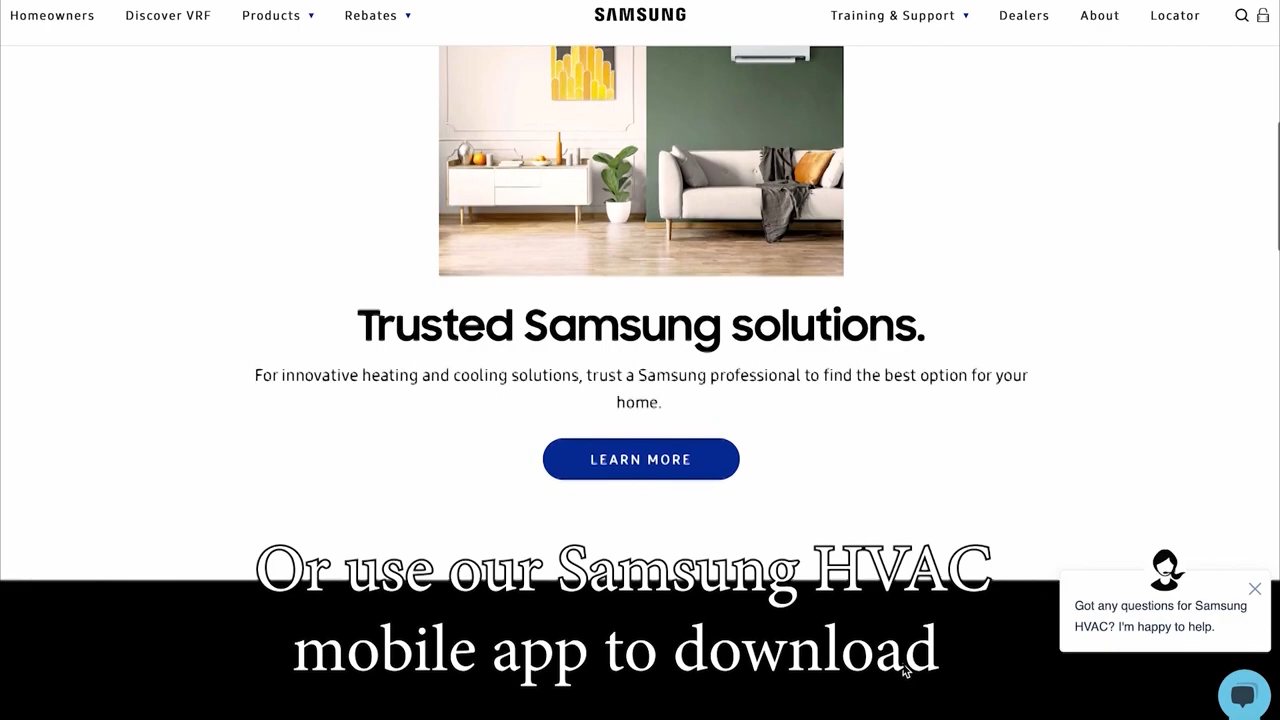 Homeowners Discover VRF Products Rebates SAMSUNG Training & Support Dealers About Locator
Trusted Samsung solutions.
For innovative heating and cooling solutions, trust a Samsung professional to find the best option for your
home.
LEARN MORE
Or use our Samsung HVAC
mobile app to download
Got any questions for Samsung
HVAC? I'm happy to help.